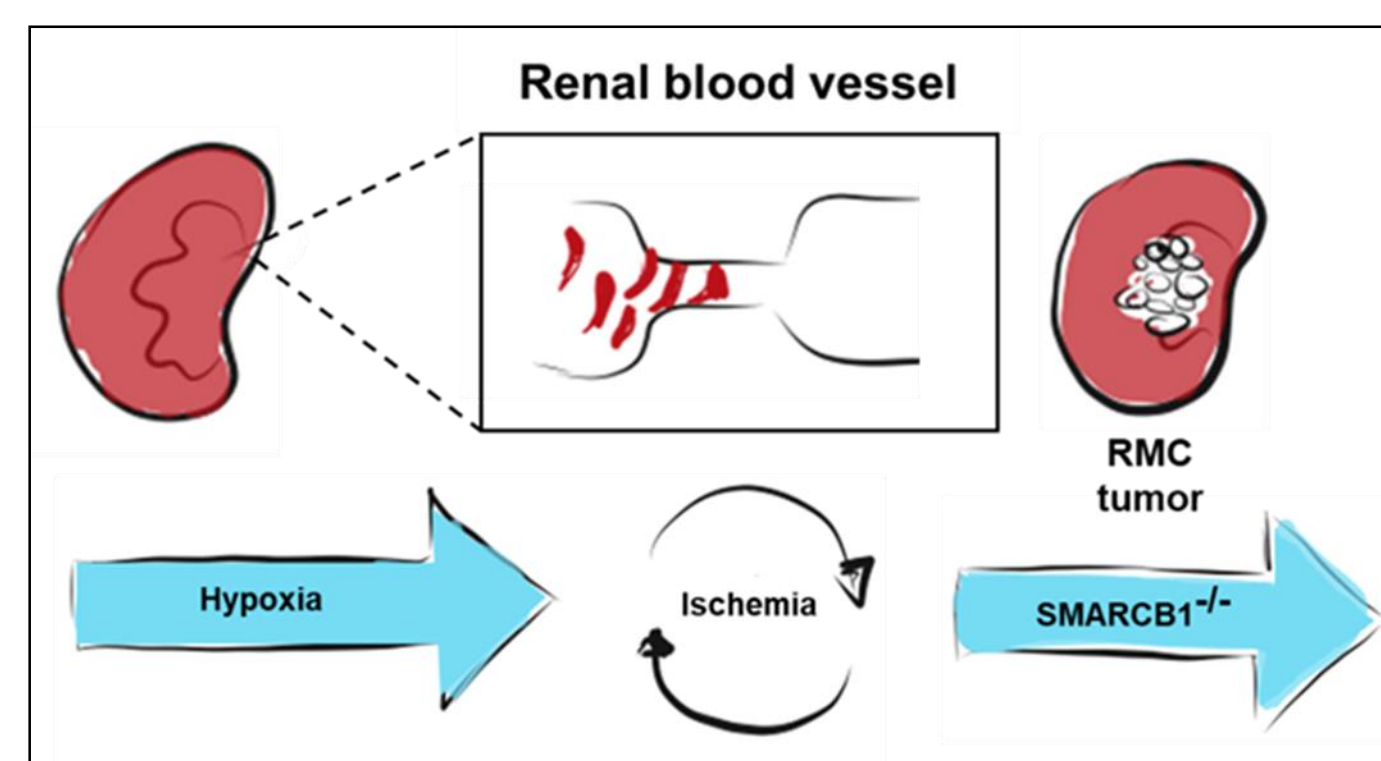 Renal blood vessel
RMC
tumor
Hypoxia
Ischemia
SMARCB1-/-